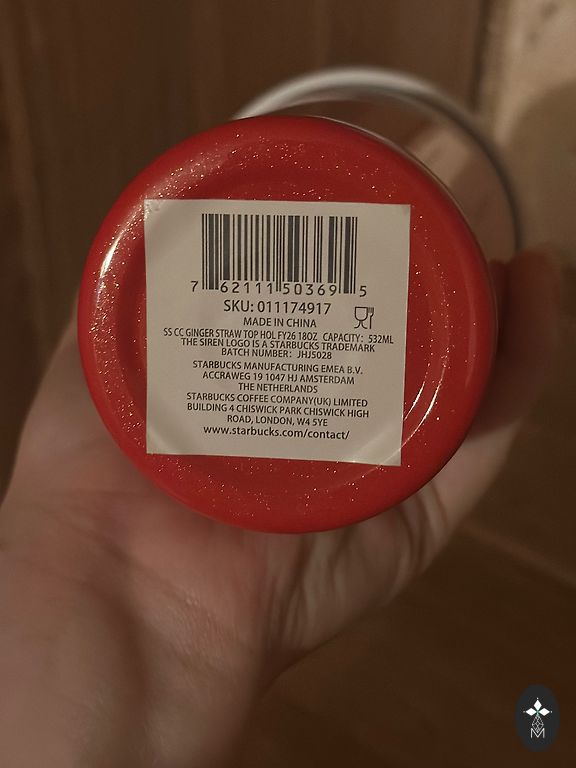 7 62111 50369 5
SKU: 011174917
MADE IN CHINA
SS CC GINGER STRAW TOP HOL FY26 18OZ CAPACITY: 532ML
THE SIREN LOGO IS A STARBUCKS TRADEMARK
BATCH NUMBER: JHJ5028
STARBUCKS MANUFACTURING EMEA B.V.
ACCRAWEG 19 1047 HJ AMSTERDAM
THE NETHERLANDS
STARBUCKS COFFEE COMPANY(UK) LIMITED
BUILDING 4 CHISWICK PARK CHISWICK HIGH
ROAD, LONDON, W4 5YE
www.starbucks.com/contact/
M